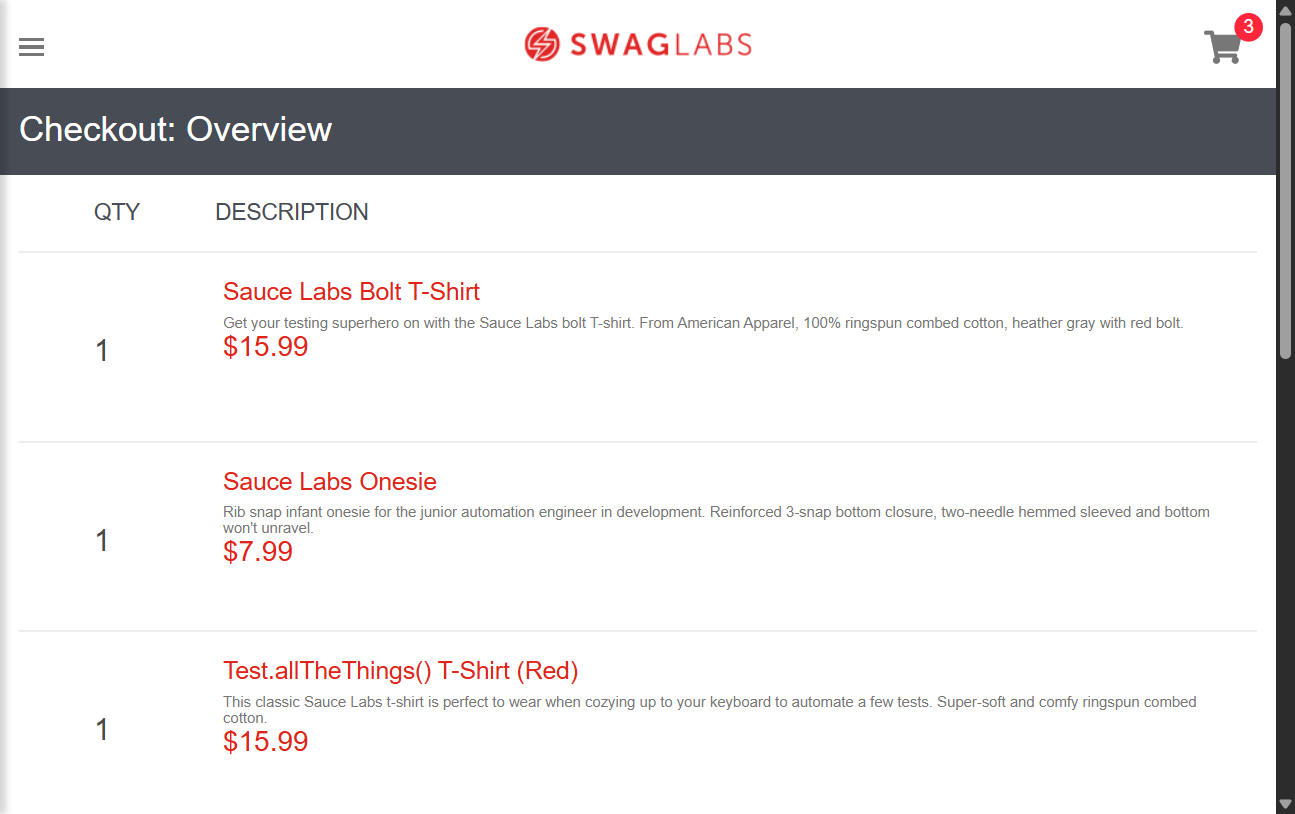 SWAGLABS
3
Checkout: Overview
QTY DESCRIPTION
Sauce Labs Bolt T-Shirt
Get your testing superhero on with the Sauce Labs bolt T-shirt. From American Apparel, 100% ringspun combed cotton, heather gray with red bolt.
1
$15.99
Sauce Labs Onesie
Rib snap infant onesie for the junior automation engineer in development. Reinforced 3-snap bottom closure, two-needle hemmed sleeved and bottom
won't unravel.
1
$7.99
Test.allTheThings() T-Shirt (Red)
This classic Sauce Labs t-shirt is perfect to wear when cozying up to your keyboard to automate a few tests. Super-soft and comfy ringspun combed
cotton.
1
$15.99